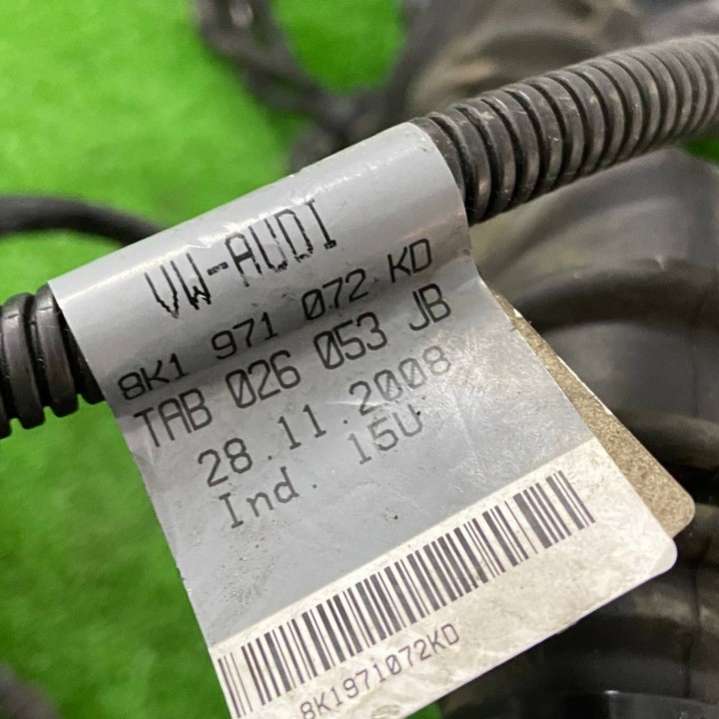 VW-AUDI
8K1 971 072 KD
TAB 026 053 JB
28.11.2008
Ind. 15U
8K1971072KD